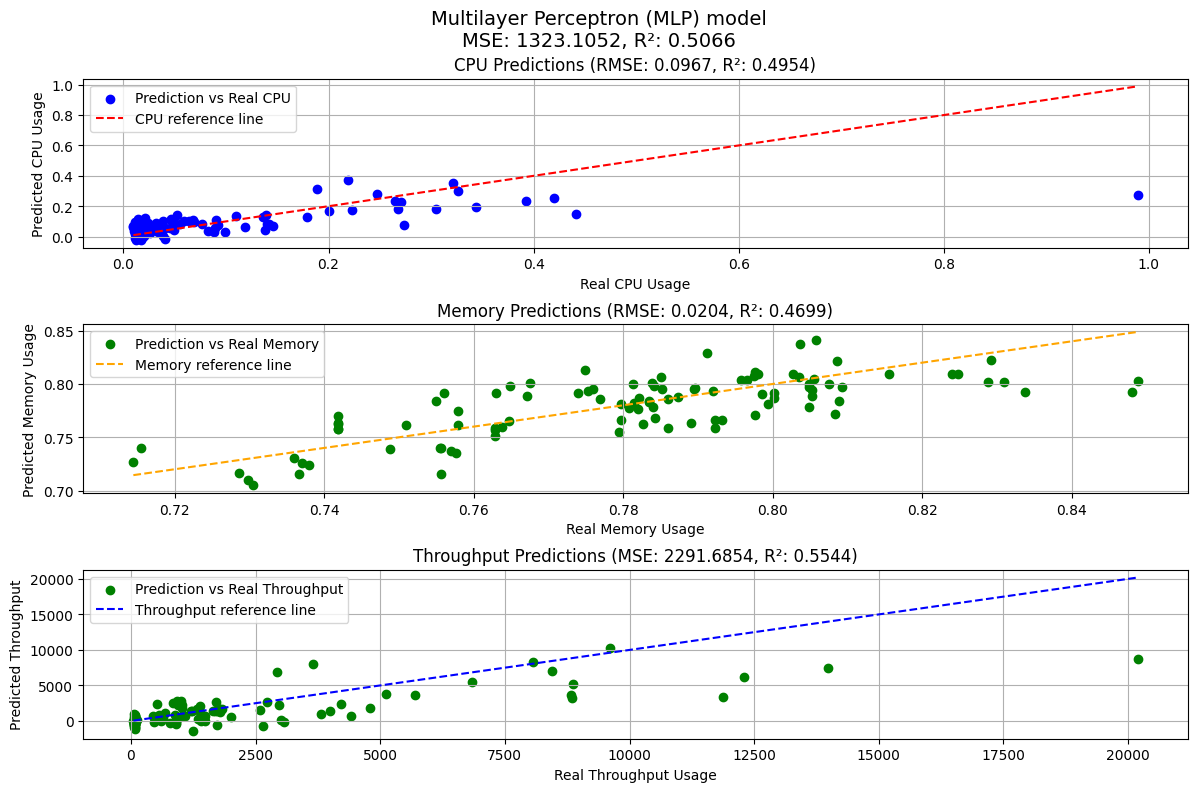 Multilayer Perceptron (MLP) model
MSE: 1323.1052, R²: 0.5066
CPU Predictions (RMSE: 0.0967, R²: 0.4954)
Predicted CPU Usage
1.0
0.8
0.6
0.4
0.2
0.0
Prediction vs Real CPU
CPU reference line
0.0 0.2 0.4 0.6 0.8 1.0
Real CPU Usage
Memory Predictions (RMSE: 0.0204, R²: 0.4699)
Predicted Memory Usage
0.85
0.80
0.75
0.70
Prediction vs Real Memory
Memory reference line
0.72 0.74 0.76 0.78 0.80 0.82 0.84
Real Memory Usage
Throughput Predictions (MSE: 2291.6854, R²: 0.5544)
Predicted Throughput
20000
15000
10000
5000
0
Prediction vs Real Throughput
Throughput reference line
0 2500 5000 7500 10000 12500 15000 17500 20000
Real Throughput Usage